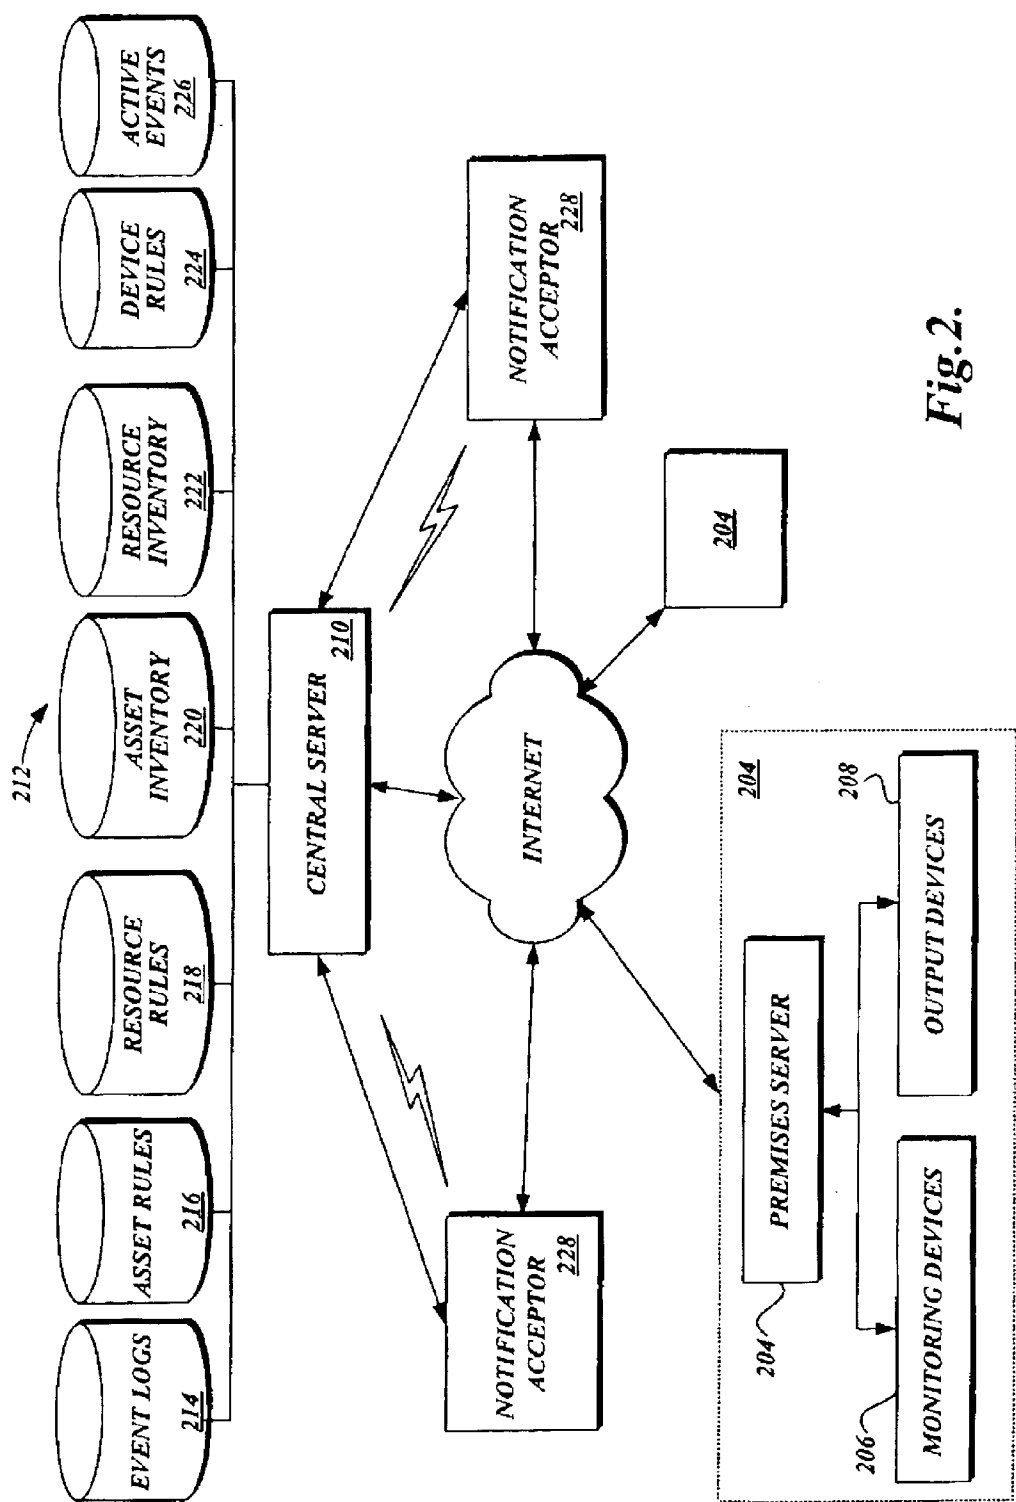 212
EVENT LOGS
214
ASSET RULES
216
RESOURCE
RULES
218
ASSET
INVENTORY
220
RESOURCE
INVENTORY
222
DEVICE
RULES
224
ACTIVE
EVENTS
226
CENTRAL SERVER
210
NOTIFICATION
ACCEPTOR
228
INTERNET
NOTIFICATION
ACCEPTOR
228
204
204
PREMISES SERVER
204
206
MONITORING DEVICES
208
OUTPUT DEVICES
Fig.2.